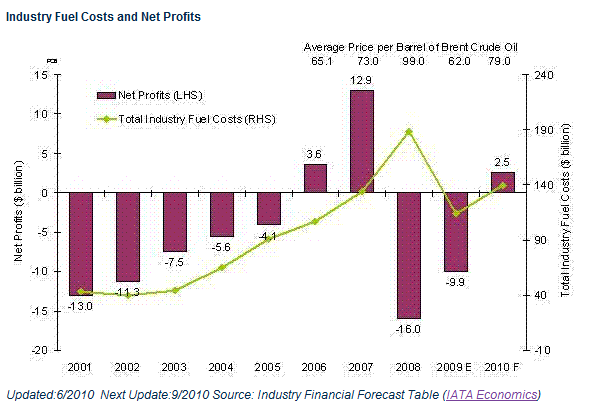 Industry Fuel Costs and Net Profits
Average Price per Barrel of Brent Crude Oil
65.1 73.0 99.0 62.0 79.0
15 240
12.9
Net Profits (LHS)
Total Industry Fuel Costs (RHS)
10 190
5
3.6
2.5
0 140
-4.1
-5 90
-5.6
-7.5
-9.9
-10
-11.3
-13.0
40
-15
-16.0
-20 -10
Net Profits ($ billion)
Total Industry Fuel Costs ($ billion)
2001 2002 2003 2004 2005 2006 2007 2008 2009 E 2010 F
Updated:6/2010 Next Update:9/2010 Source: Industry Financial Forecast Table (IATA Economics)